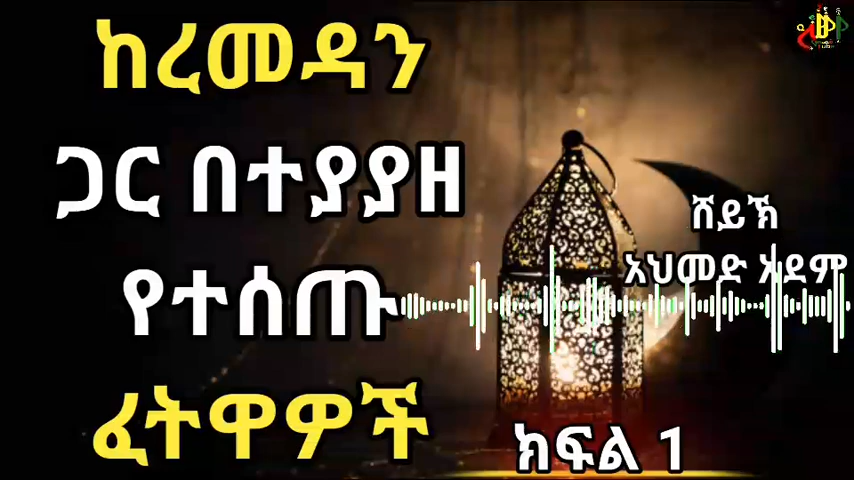 ከረመዳን
ጋር በተያያዘ
የተሰጡ
ፈትዋዎች
ሸይኽ
አህመድ አደም
ክፍል 1